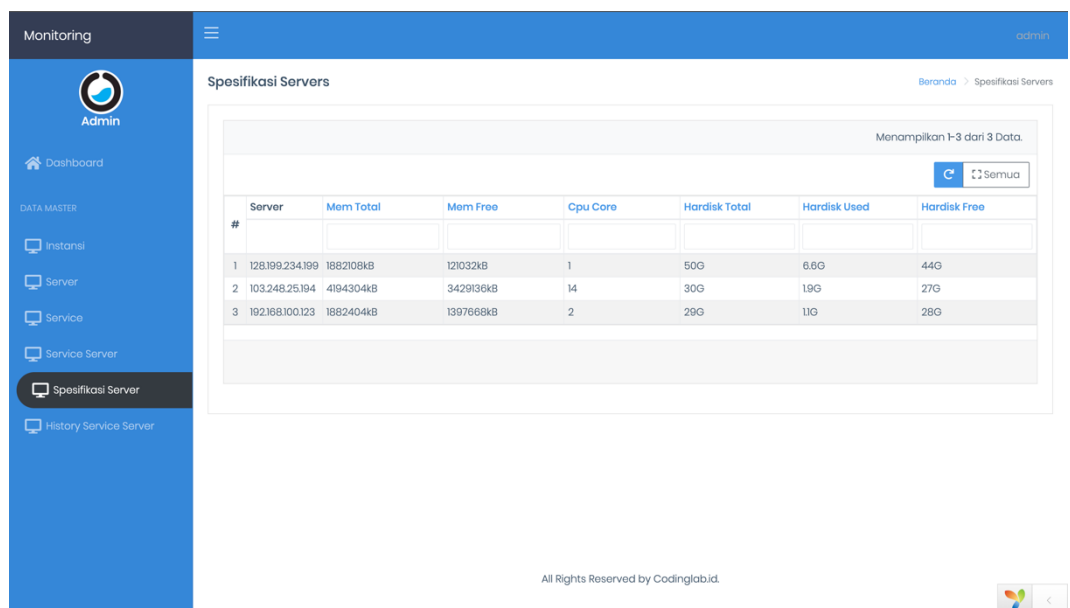 Monitoring
admin
Admin
Dashboard
DATA MASTER
Instansi
Server
Service
Service Server
Spesifikasi Server
History Service Server
Spesifikasi Servers
Beranda > Spesifikasi Servers
Menampilkan 1-3 dari 3 Data.
Semua
# Server Mem Total Mem Free Cpu Core Hardisk Total Hardisk Used Hardisk Free
1 128.199.234.199 1882108kB 121032kB 1 50G 6.6G 44G
2 103.248.25.194 4194304kB 3429136kB 14 30G 1.9G 27G
3 192.168.100.123 1882404kB 1397668kB 2 29G 1.1G 28G
All Rights Reserved by Codinglab.id.